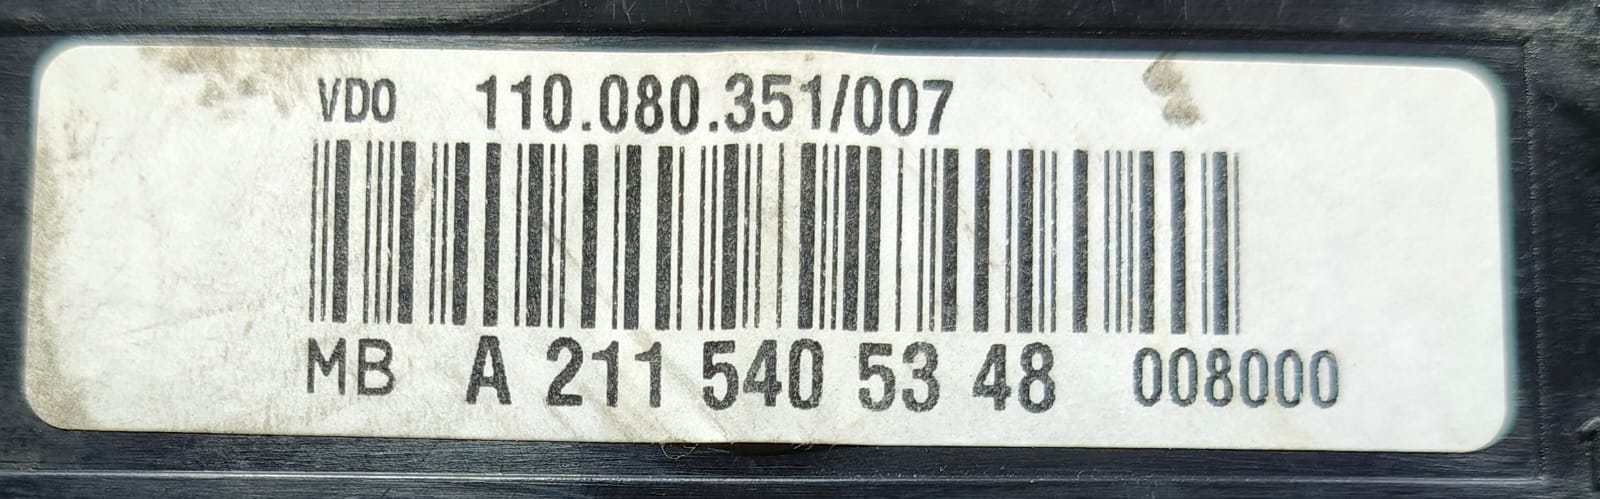 VDO 110.080.351/007
MB A 211 540 53 48 008000